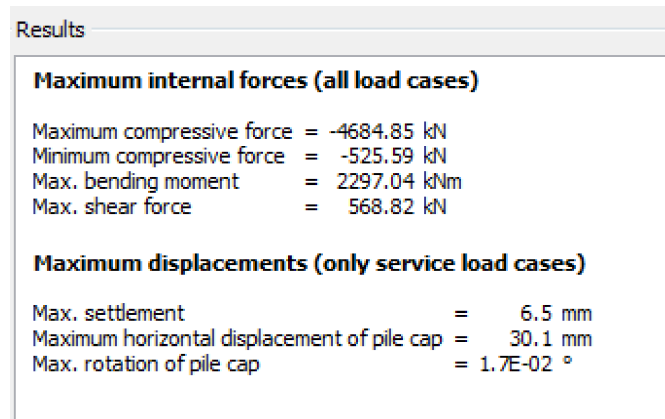 Results
Maximum internal forces (all load cases)
Maximum compressive force = -4684.85 kN
Minimum compressive force = -525.59 kN
Max. bending moment = 2297.04 kNm
Max. shear force = 568.82 kN
Maximum displacements (only service load cases)
Max. settlement = 6.5 mm
Maximum horizontal displacement of pile cap = 30.1 mm
Max. rotation of pile cap = 1.7E-02 °